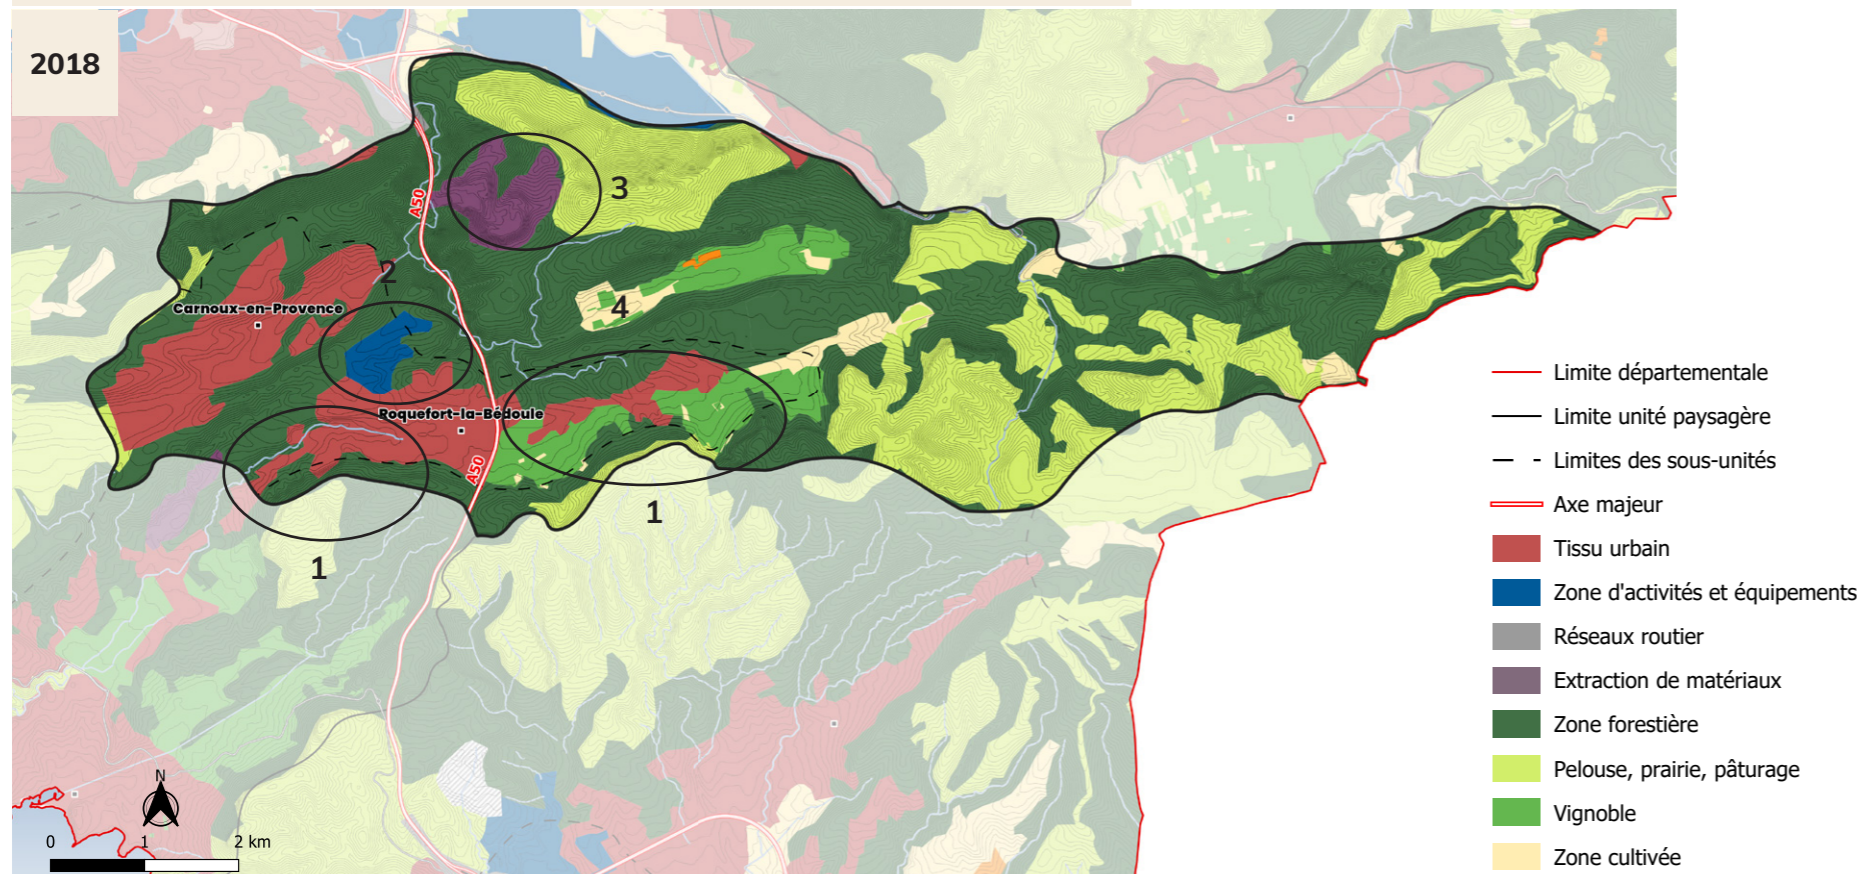 2018
A50
3
2
Carnoux-en-Provence
4
Roquefort-la-Bédoule
A50
1
1
N
0 1 2 km
Limite départementale
Limite unité paysagère
Limites des sous-unités
Axe majeur
Tissu urbain
Zone d'activités et équipements
Réseaux routier
Extraction de matériaux
Zone forestière
Pelouse, prairie, pâturage
Vignoble
Zone cultivée